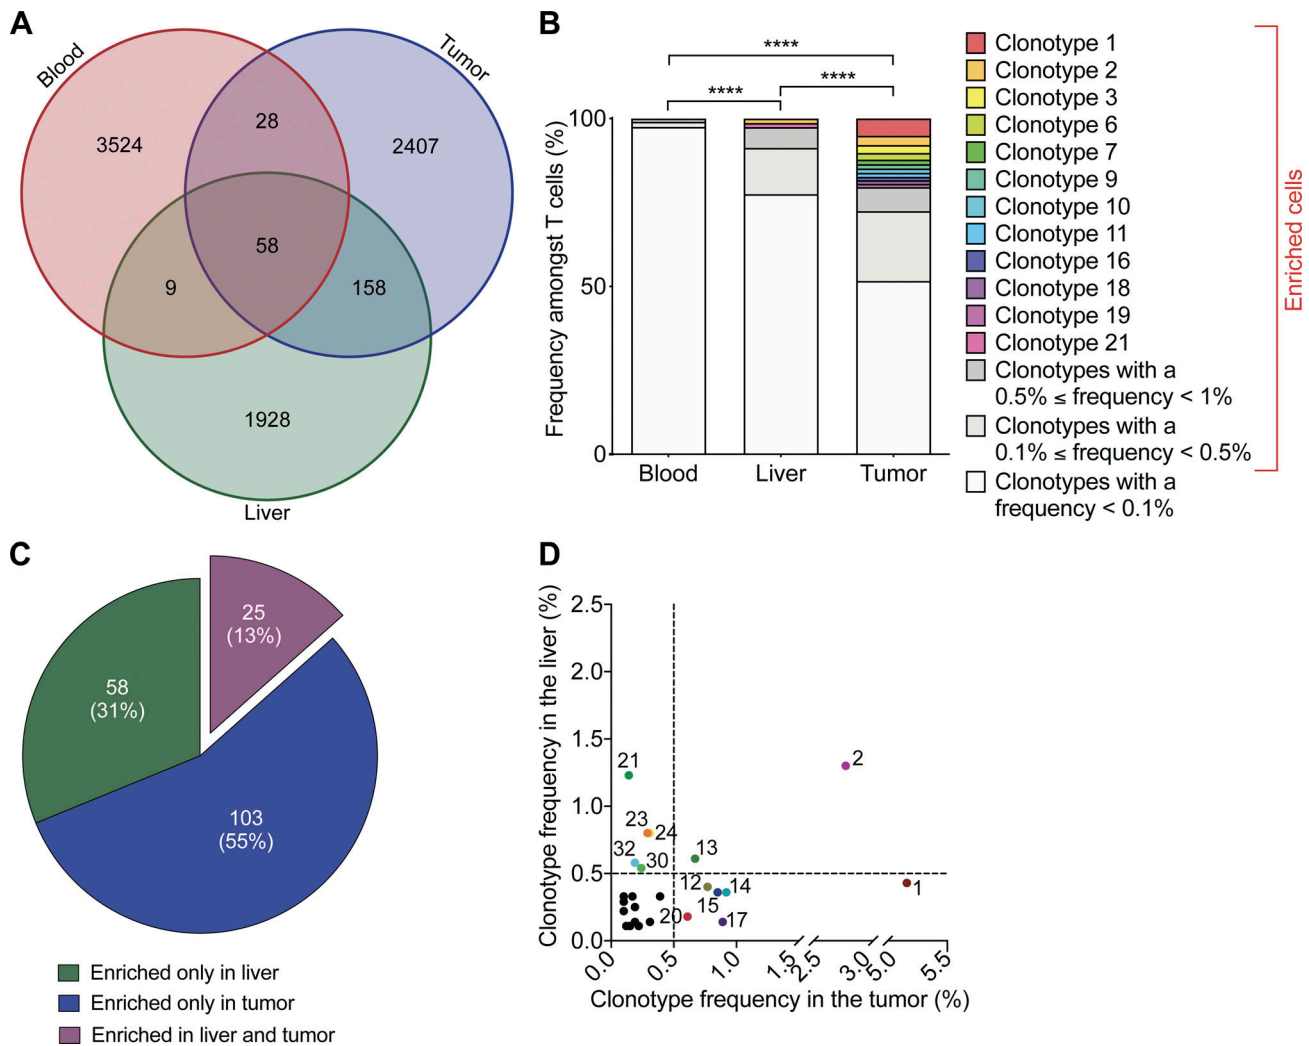 A
Blood
Tumor
3524
28
2407
58
9
158
1928
Liver
B
Frequency amongst T cells (%)
****
****
****
100
50
0
Blood
Liver
Tumor
Clonotype 1
Clonotype 2
Clonotype 3
Clonotype 6
Clonotype 7
Clonotype 9
Clonotype 10
Clonotype 11
Clonotype 16
Clonotype 18
Clonotype 19
Clonotype 21
Clonotypes with a
0.5% ≤ frequency < 1%
Clonotypes with a
0.1% ≤ frequency < 0.5%
Clonotypes with a
frequency < 0.1%
Enriched cells
C
25
(13%)
58
(31%)
103
(55%)
Enriched only in liver
Enriched only in tumor
Enriched in liver and tumor
D
Clonotype frequency in the liver (%)
2.5
2.0
1.5
1.0
0.5
0.0
21
2
23
24
13
32
30
12
14
1
15
20
17
0.0
0.5
1.0
1.5
2.5
3.0
5.0
5.5
Clonotype frequency in the tumor (%)